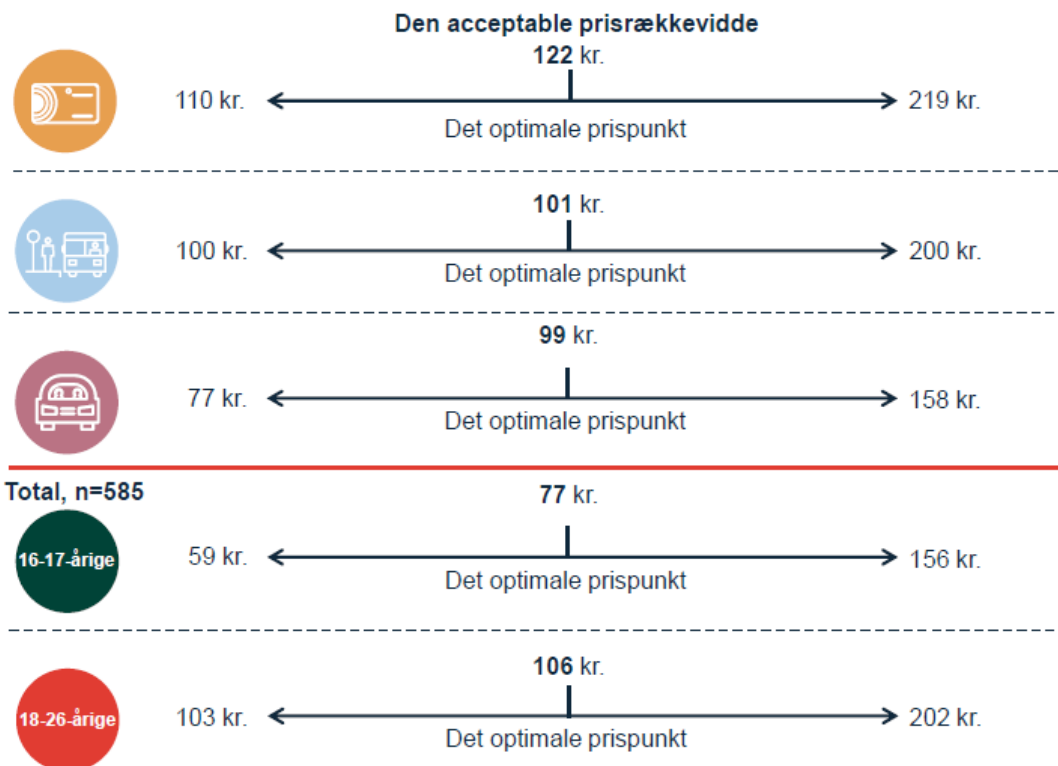 Den acceptable prisrækkevidde
122 kr.
110 kr. 219 kr.
Det optimale prispunkt
101 kr.
100 kr. 200 kr.
Det optimale prispunkt
99 kr.
77 kr. 158 kr.
Det optimale prispunkt
Total, n=585
77 kr.
16-17-årige 59 kr. 156 kr.
Det optimale prispunkt
106 kr.
18-26-årige 103 kr. 202 kr.
Det optimale prispunkt